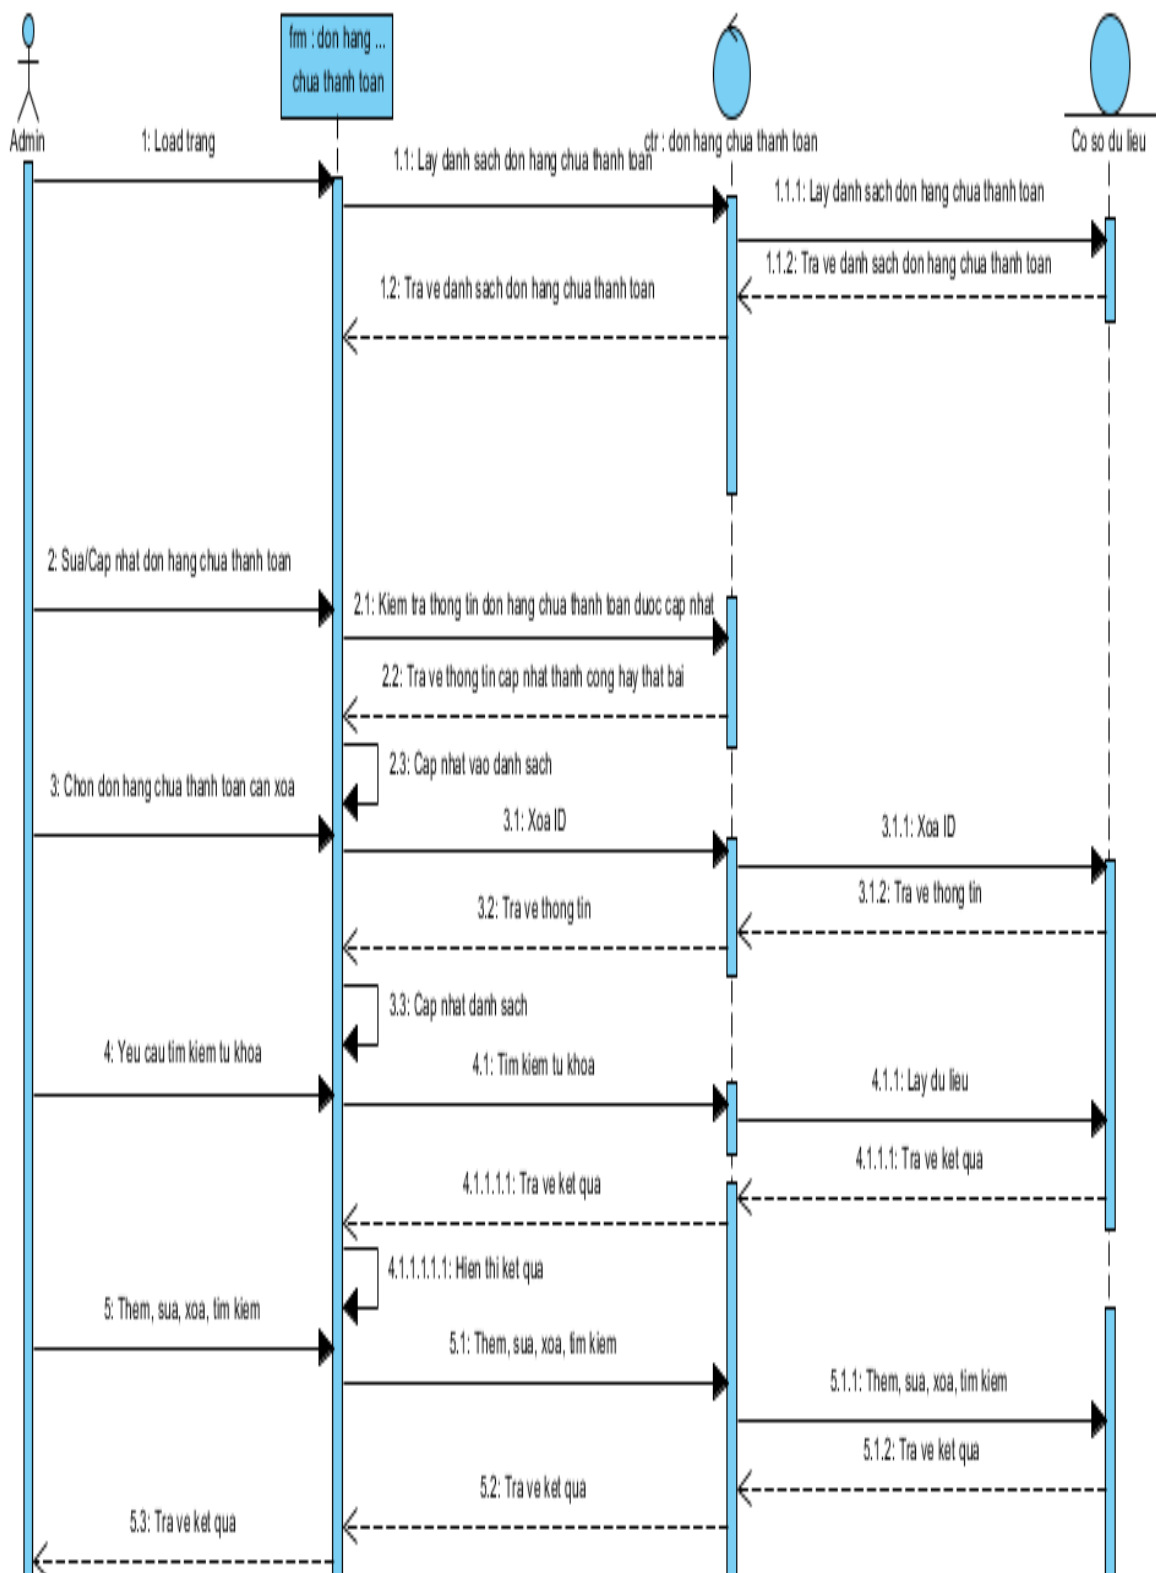 frm : don hang ...
chua thanh toan
Admin
ctr : don hang chua thanh toan
Co so du lieu
1: Load trang
1.1: Lay danh sach don hang chua thanh toan
1.1.1: Lay danh sach don hang chua thanh toan
1.1.2: Tra ve danh sach don hang chua thanh toan
1.2: Tra ve danh sach don hang chua thanh toan
2: Sua/Cap nhat don hang chua thanh toan
2.1: Kiem tra thong tin don hang chua thanh toan duoc cap nhat
2.2: Tra ve thong tin cap nhat thanh cong hay that bai
2.3: Cap nhat vao danh sach
3: Chon don hang chua thanh toan can xoa
3.1: Xoa ID
3.1.1: Xoa ID
3.1.2: Tra ve thong tin
3.2: Tra ve thong tin
3.3: Cap nhat danh sach
4: Yeu cau tim kiem tu khoa
4.1: Tim kiem tu khoa
4.1.1: Lay du lieu
4.1.1.1: Tra ve ket qua
4.1.1.1.1: Tra ve ket qua
4.1.1.1.1.1: Hien thi ket qua
5: Them, sua, xoa, tim kiem
5.1: Them, sua, xoa, tim kiem
5.1.1: Them, sua, xoa, tim kiem
5.1.2: Tra ve ket qua
5.2: Tra ve ket qua
5.3: Tra ve ket qua